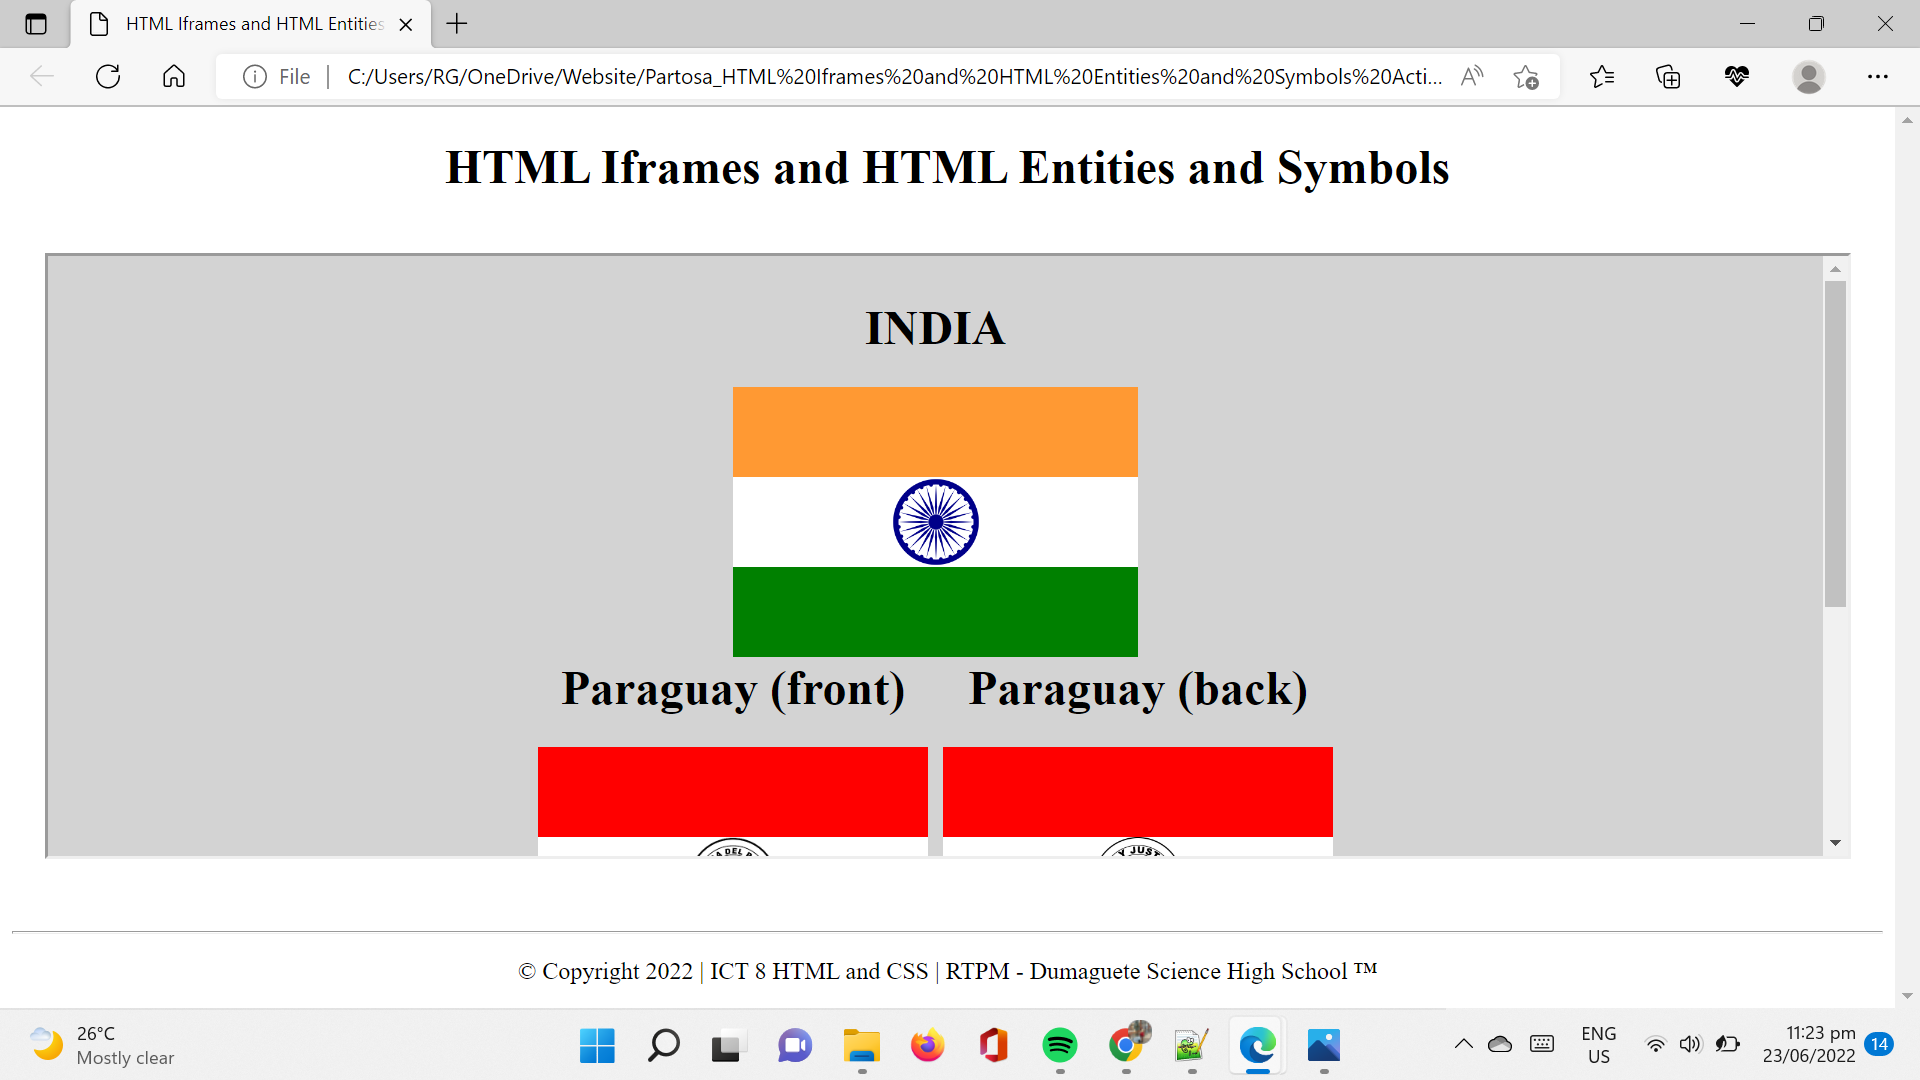 HTML Iframes and HTML Entities
File
C:/Users/RG/OneDrive/Website/Partosa_HTML%20Iframes%20and%20HTML%20Entities%20and%20Symbols%20Acti...
HTML Iframes and HTML Entities and Symbols
INDIA
Paraguay (front) Paraguay (back)
DEL
Y JUST
© Copyright 2022 | ICT 8 HTML and CSS | RTPM - Dumaguete Science High School ™
26°C
Mostly clear
ENG
US
11:23 pm
23/06/2022
14